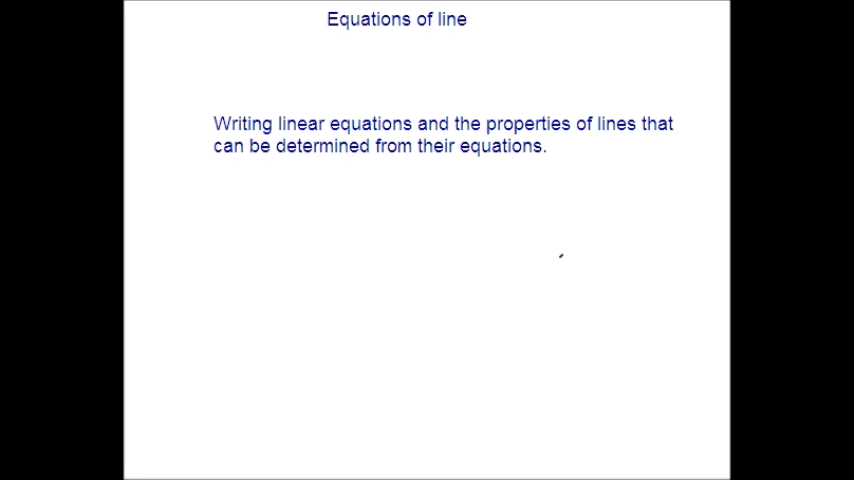 Equations of line
Writing linear equations and the properties of lines that
can be determined from their equations.